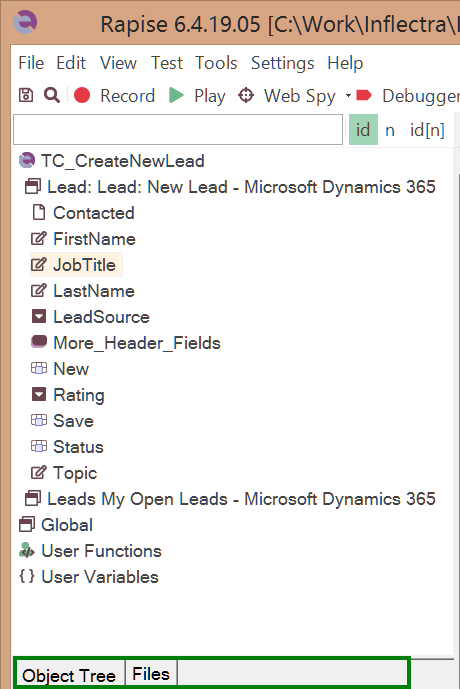 Rapise 6.4.19.05 [C:\Work\Inflectra\
File Edit View Test Tools Settings Help
Record Play Web Spy Debugger
id n id[n]
TC_CreateNewLead
Lead: Lead: New Lead - Microsoft Dynamics 365
Contacted
FirstName
JobTitle
LastName
LeadSource
More_Header_Fields
New
Rating
Save
Status
Topic
Leads My Open Leads - Microsoft Dynamics 365
Global
User Functions
{} User Variables
Object Tree Files